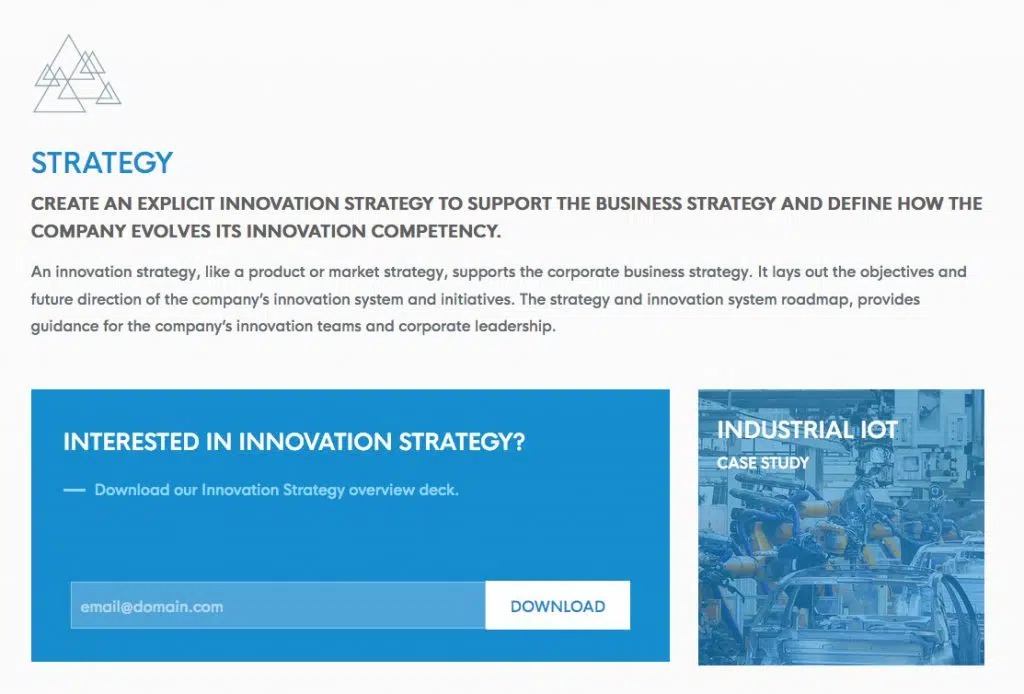 STRATEGY
CREATE AN EXPLICIT INNOVATION STRATEGY TO SUPPORT THE BUSINESS STRATEGY AND DEFINE HOW THE
COMPANY EVOLVES ITS INNOVATION COMPETENCY.
An innovation strategy, like a product or market strategy, supports the corporate business strategy. It lays out the objectives and
future direction of the company’s innovation system and initiatives. The strategy and innovation system roadmap, provides
guidance for the company’s innovation teams and corporate leadership.
INTERESTED IN INNOVATION STRATEGY?
Download our Innovation Strategy overview deck.
email@domain.com
DOWNLOAD
INDUSTRIAL IOT
CASE STUDY